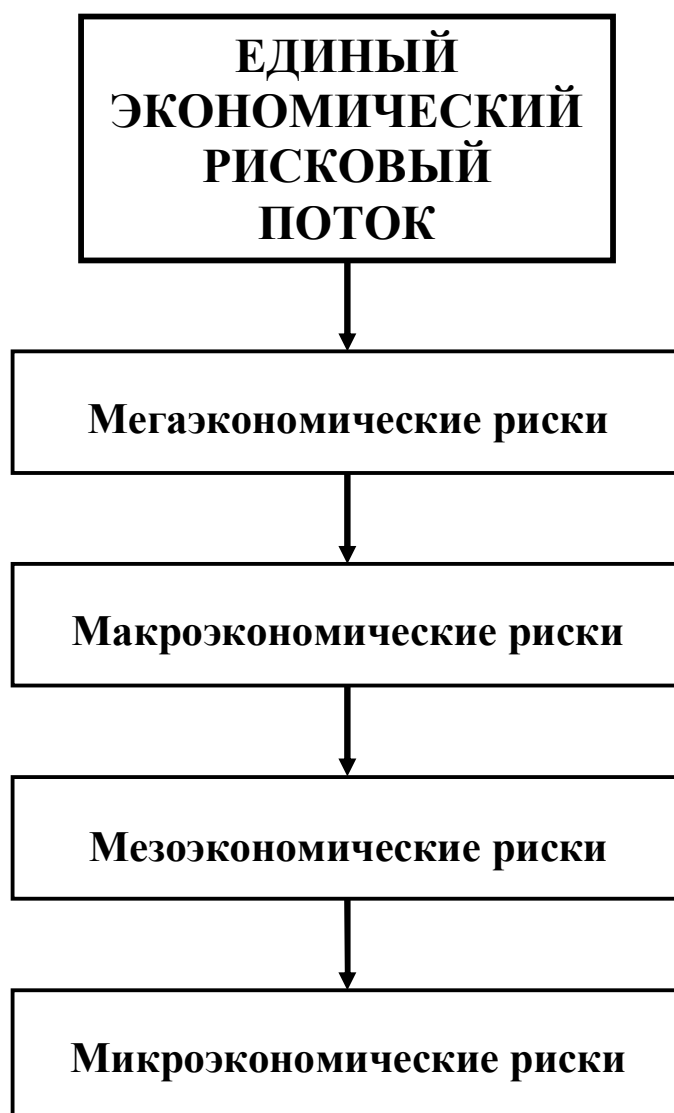 ЕДИНЫЙ
ЭКОНОМИЧЕСКИЙ
РИСКОВЫЙ
ПОТОК
Мегаэкономические риски
Макроэкономические риски
Мезоэкономические риски
Микроэкономические риски